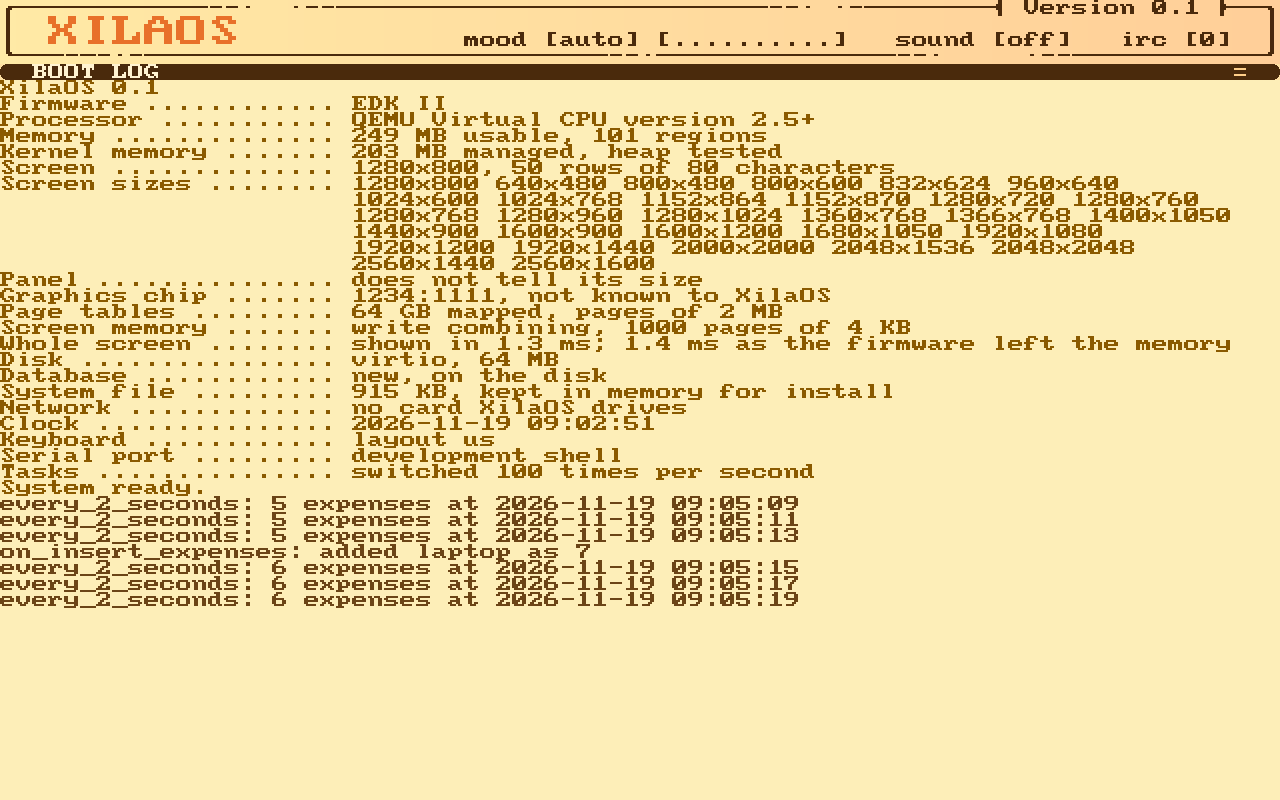 Version 0.1
XILAOS
mood [auto] [..........] sound [off] irc [0]
BOOT LOG =
XilaOS 0.1
Firmware ............ EDK II
Processor ........... QEMU Virtual CPU version 2.5+
Memory .............. 249 MB usable, 101 regions
Kernel memory ....... 203 MB managed, heap tested
Screen .............. 1280x800, 50 rows of 80 characters
Screen sizes ........ 1280x800 640x480 800x480 800x600 832x624 960x640
1024x600 1024x768 1152x864 1152x870 1280x720 1280x760
1280x768 1280x960 1280x1024 1360x768 1366x768 1400x1050
1440x900 1600x900 1600x1200 1680x1050 1920x1080
1920x1200 1920x1440 2000x2000 2048x1536 2048x2048
2560x1440 2560x1600
Panel ............... does not tell its size
Graphics chip ....... 1234:1111, not known to XilaOS
Page tables ......... 64 GB mapped, pages of 2 MB
Screen memory ....... write combining, 1000 pages of 4 KB
Whole screen ........ shown in 1.3 ms; 1.4 ms as the firmware left the memory
Disk ................ virtio, 64 MB
Database ............ new, on the disk
System file ......... 915 KB, kept in memory for install
Network ............. no card XilaOS drives
Clock ............... 2026-11-19 09:02:51
Keyboard ............ layout us
Serial port ......... development shell
Tasks ............... switched 100 times per second
System ready.
every_2_seconds: 5 expenses at 2026-11-19 09:05:09
every_2_seconds: 5 expenses at 2026-11-19 09:05:11
every_2_seconds: 5 expenses at 2026-11-19 09:05:13
on_insert_expenses: added laptop as 7
every_2_seconds: 6 expenses at 2026-11-19 09:05:15
every_2_seconds: 6 expenses at 2026-11-19 09:05:17
every_2_seconds: 6 expenses at 2026-11-19 09:05:19